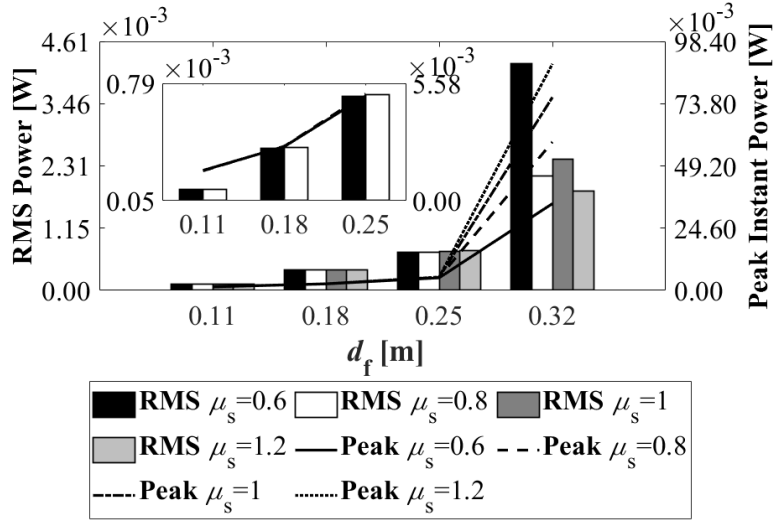 ×10⁻³ ×10⁻³
4.61 98.40
×10⁻³ ×10⁻³
0.79 5.58
3.46 73.80
RMS Power [W]
Peak Instant Power [W]
2.31 49.20
0.05 0.00
0.11 0.18 0.25
1.15 24.60
0.00 0.00
0.11 0.18 0.25 0.32
d_f [m]
RMS μ_s=0.6 RMS μ_s=0.8 RMS μ_s=1
RMS μ_s=1.2 Peak μ_s=0.6 Peak μ_s=0.8
Peak μ_s=1 Peak μ_s=1.2